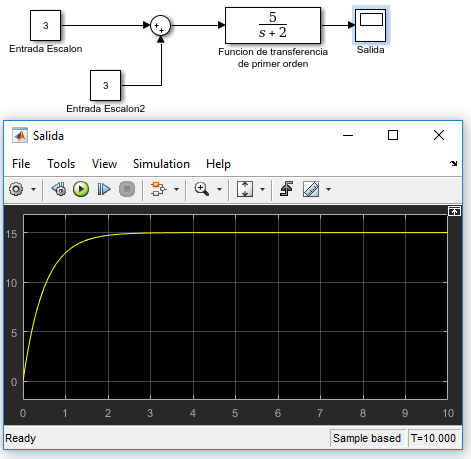 3
Entrada Escalon
+
+
5
s + 2
Funcion de transferencia
de primer orden
Salida
3
Entrada Escalon2
Salida
File Tools View Simulation Help
15
10
5
0
0 1 2 3 4 5 6 7 8 9 10
Ready Sample based T=10.000